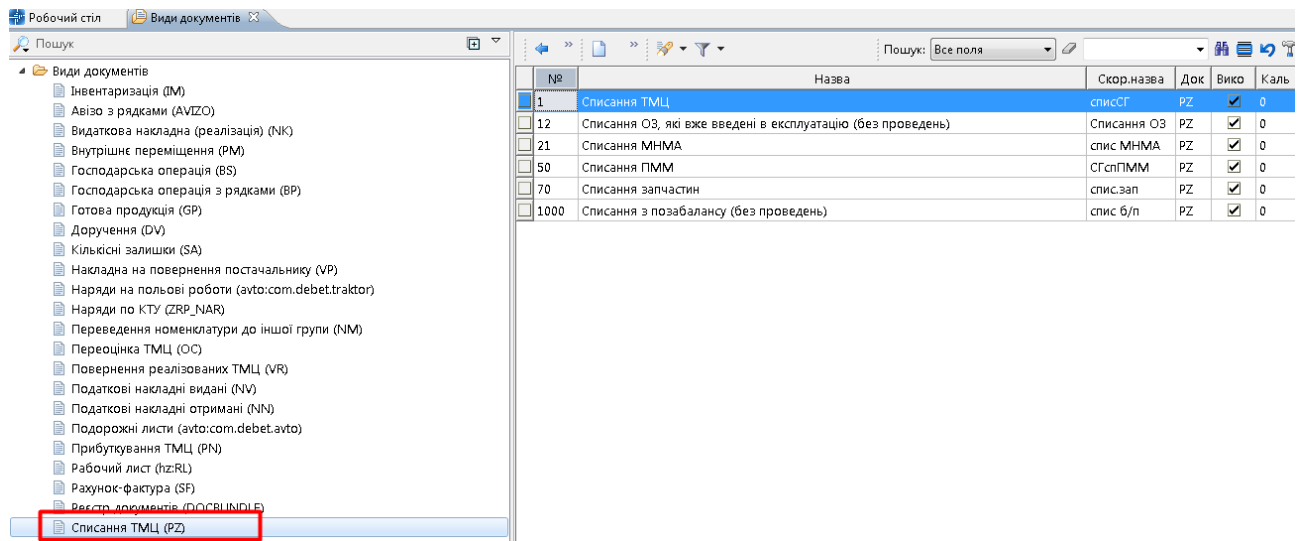 Робочий стіл
Види документів
Пошук
Види документів
Інвентаризація (IM)
Авізо з рядками (AVIZO)
Видаткова накладна (реалізація) (NK)
Внутрішнє переміщення (PM)
Господарська операція (BS)
Господарська операція з рядками (BP)
Готова продукція (GP)
Доручення (DV)
Кількісні залишки (SA)
Накладна на повернення постачальнику (VP)
Наряди на польові роботи (avto:com.debet.traktor)
Наряди по КТУ (ZRP_NAR)
Переведення номенклатури до іншої групи (NM)
Переоцінка ТМЦ (OC)
Повернення реалізованих ТМЦ (VR)
Податкові накладні видані (NV)
Податкові накладні отримані (NN)
Подорожні листи (avto:com.debet.avto)
Прибуткування ТМЦ (PN)
Рабочий лист (hz:RL)
Рахунок-фактура (SF)
Реєстр документів (DOCBUNDLE)
Списання ТМЦ (PZ)
Пошук: Все поля
№ Назва Скор.назва Док Вико Каль
1 Списання ТМЦ списСГ PZ 0
12 Списання ОЗ, які вже введені в експлуатацію (без проведень) Списання ОЗ PZ 0
21 Списання МНМА спис МНМА PZ 0
50 Списання ПММ СГспПММ PZ 0
70 Списання запчастин спис.зап PZ 0
1000 Списання з позабалансу (без проведень) спис б/п PZ 0